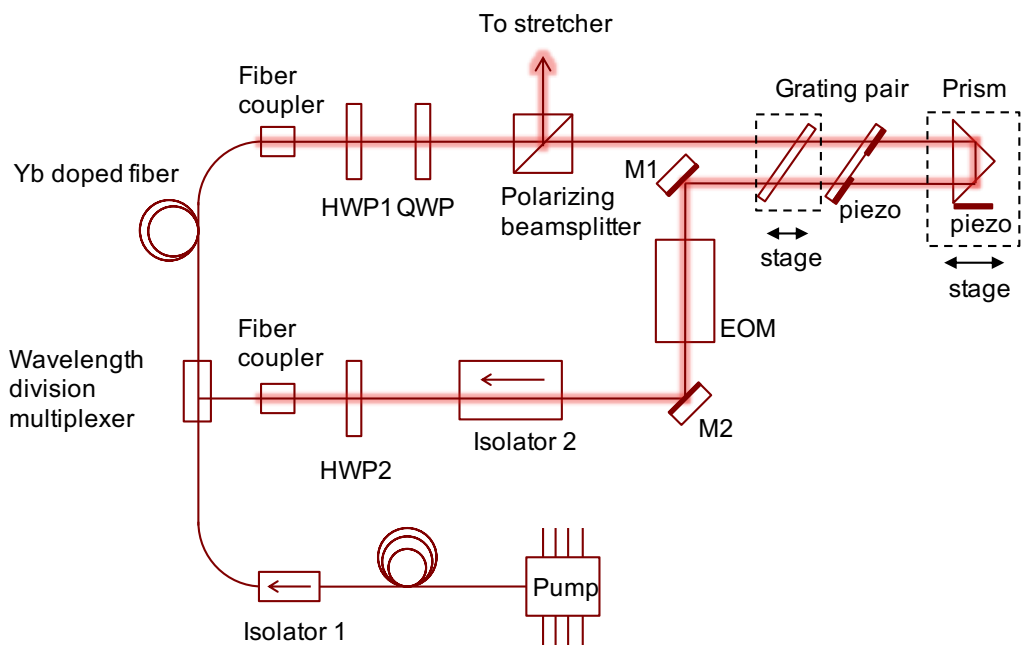 To stretcher
Fiber
coupler
Grating pair
Prism
Yb doped fiber
HWP1
QWP
Polarizing
beamsplitter
M1
piezo
piezo
stage
stage
EOM
Wavelength
division
multiplexer
Fiber
coupler
HWP2
Isolator 2
M2
Pump
Isolator 1